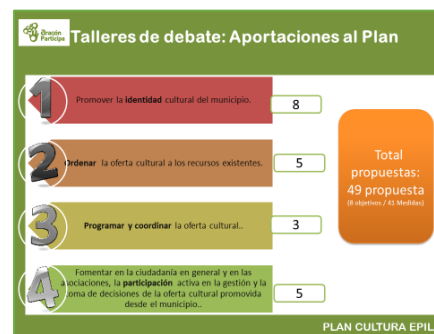 Aragón
Participa
Talleres de debate: Aportaciones al Plan
1
Promover la identidad cultural del municipio.
8
2
Ordenar la oferta cultural a los recursos existentes.
5
3
Programar y coordinar la oferta cultural..
3
4
Fomentar en la ciudadanía en general y en las
asociaciones, la participación activa en la gestión y la
toma de decisiones de la oferta cultural promovida
desde el municipio..
5
Total
propuestas:
49 propuesta
(8 objetivos / 41 Medidas)
PLAN CULTURA EPIL